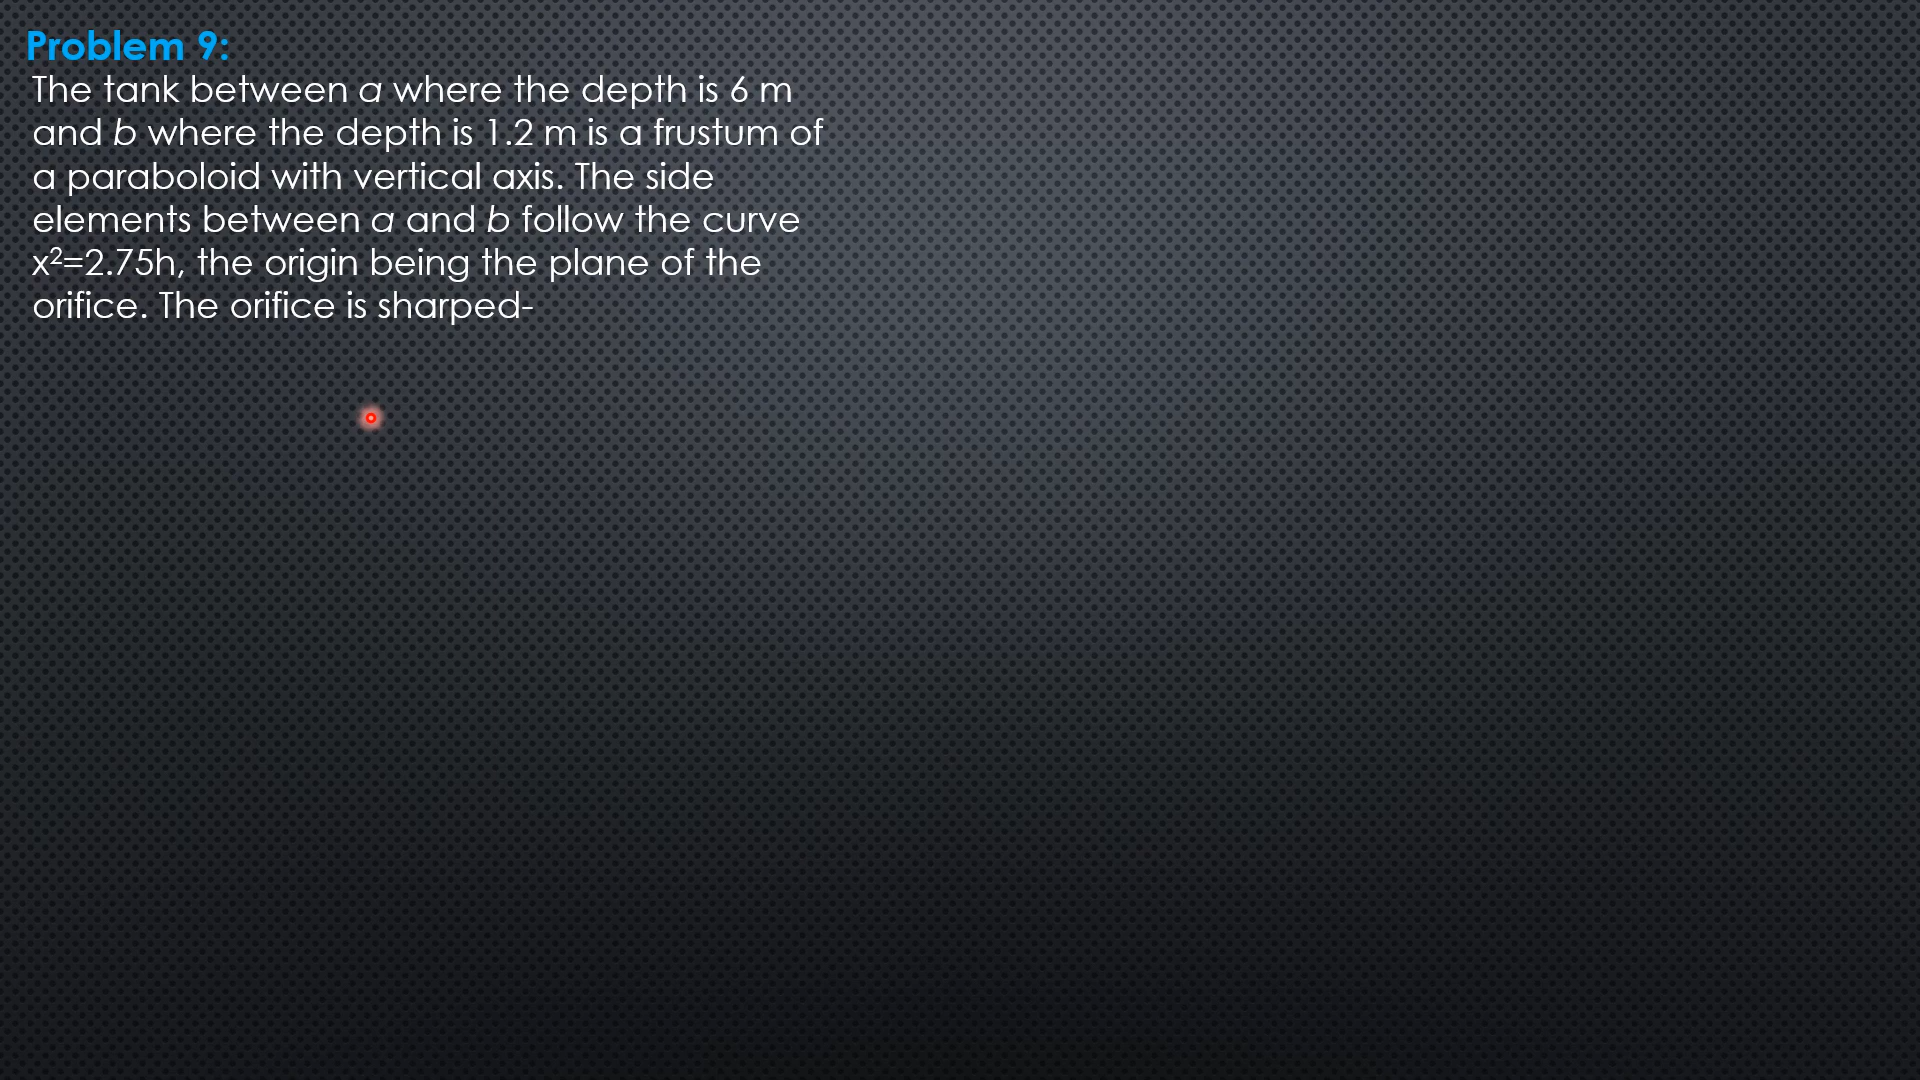 Problem 9:
The tank between a where the depth is 6 m
and b where the depth is 1.2 m is a frustum of
a paraboloid with vertical axis. The side
elements between a and b follow the curve
x²=2.75h, the origin being the plane of the
orifice. The orifice is sharped-